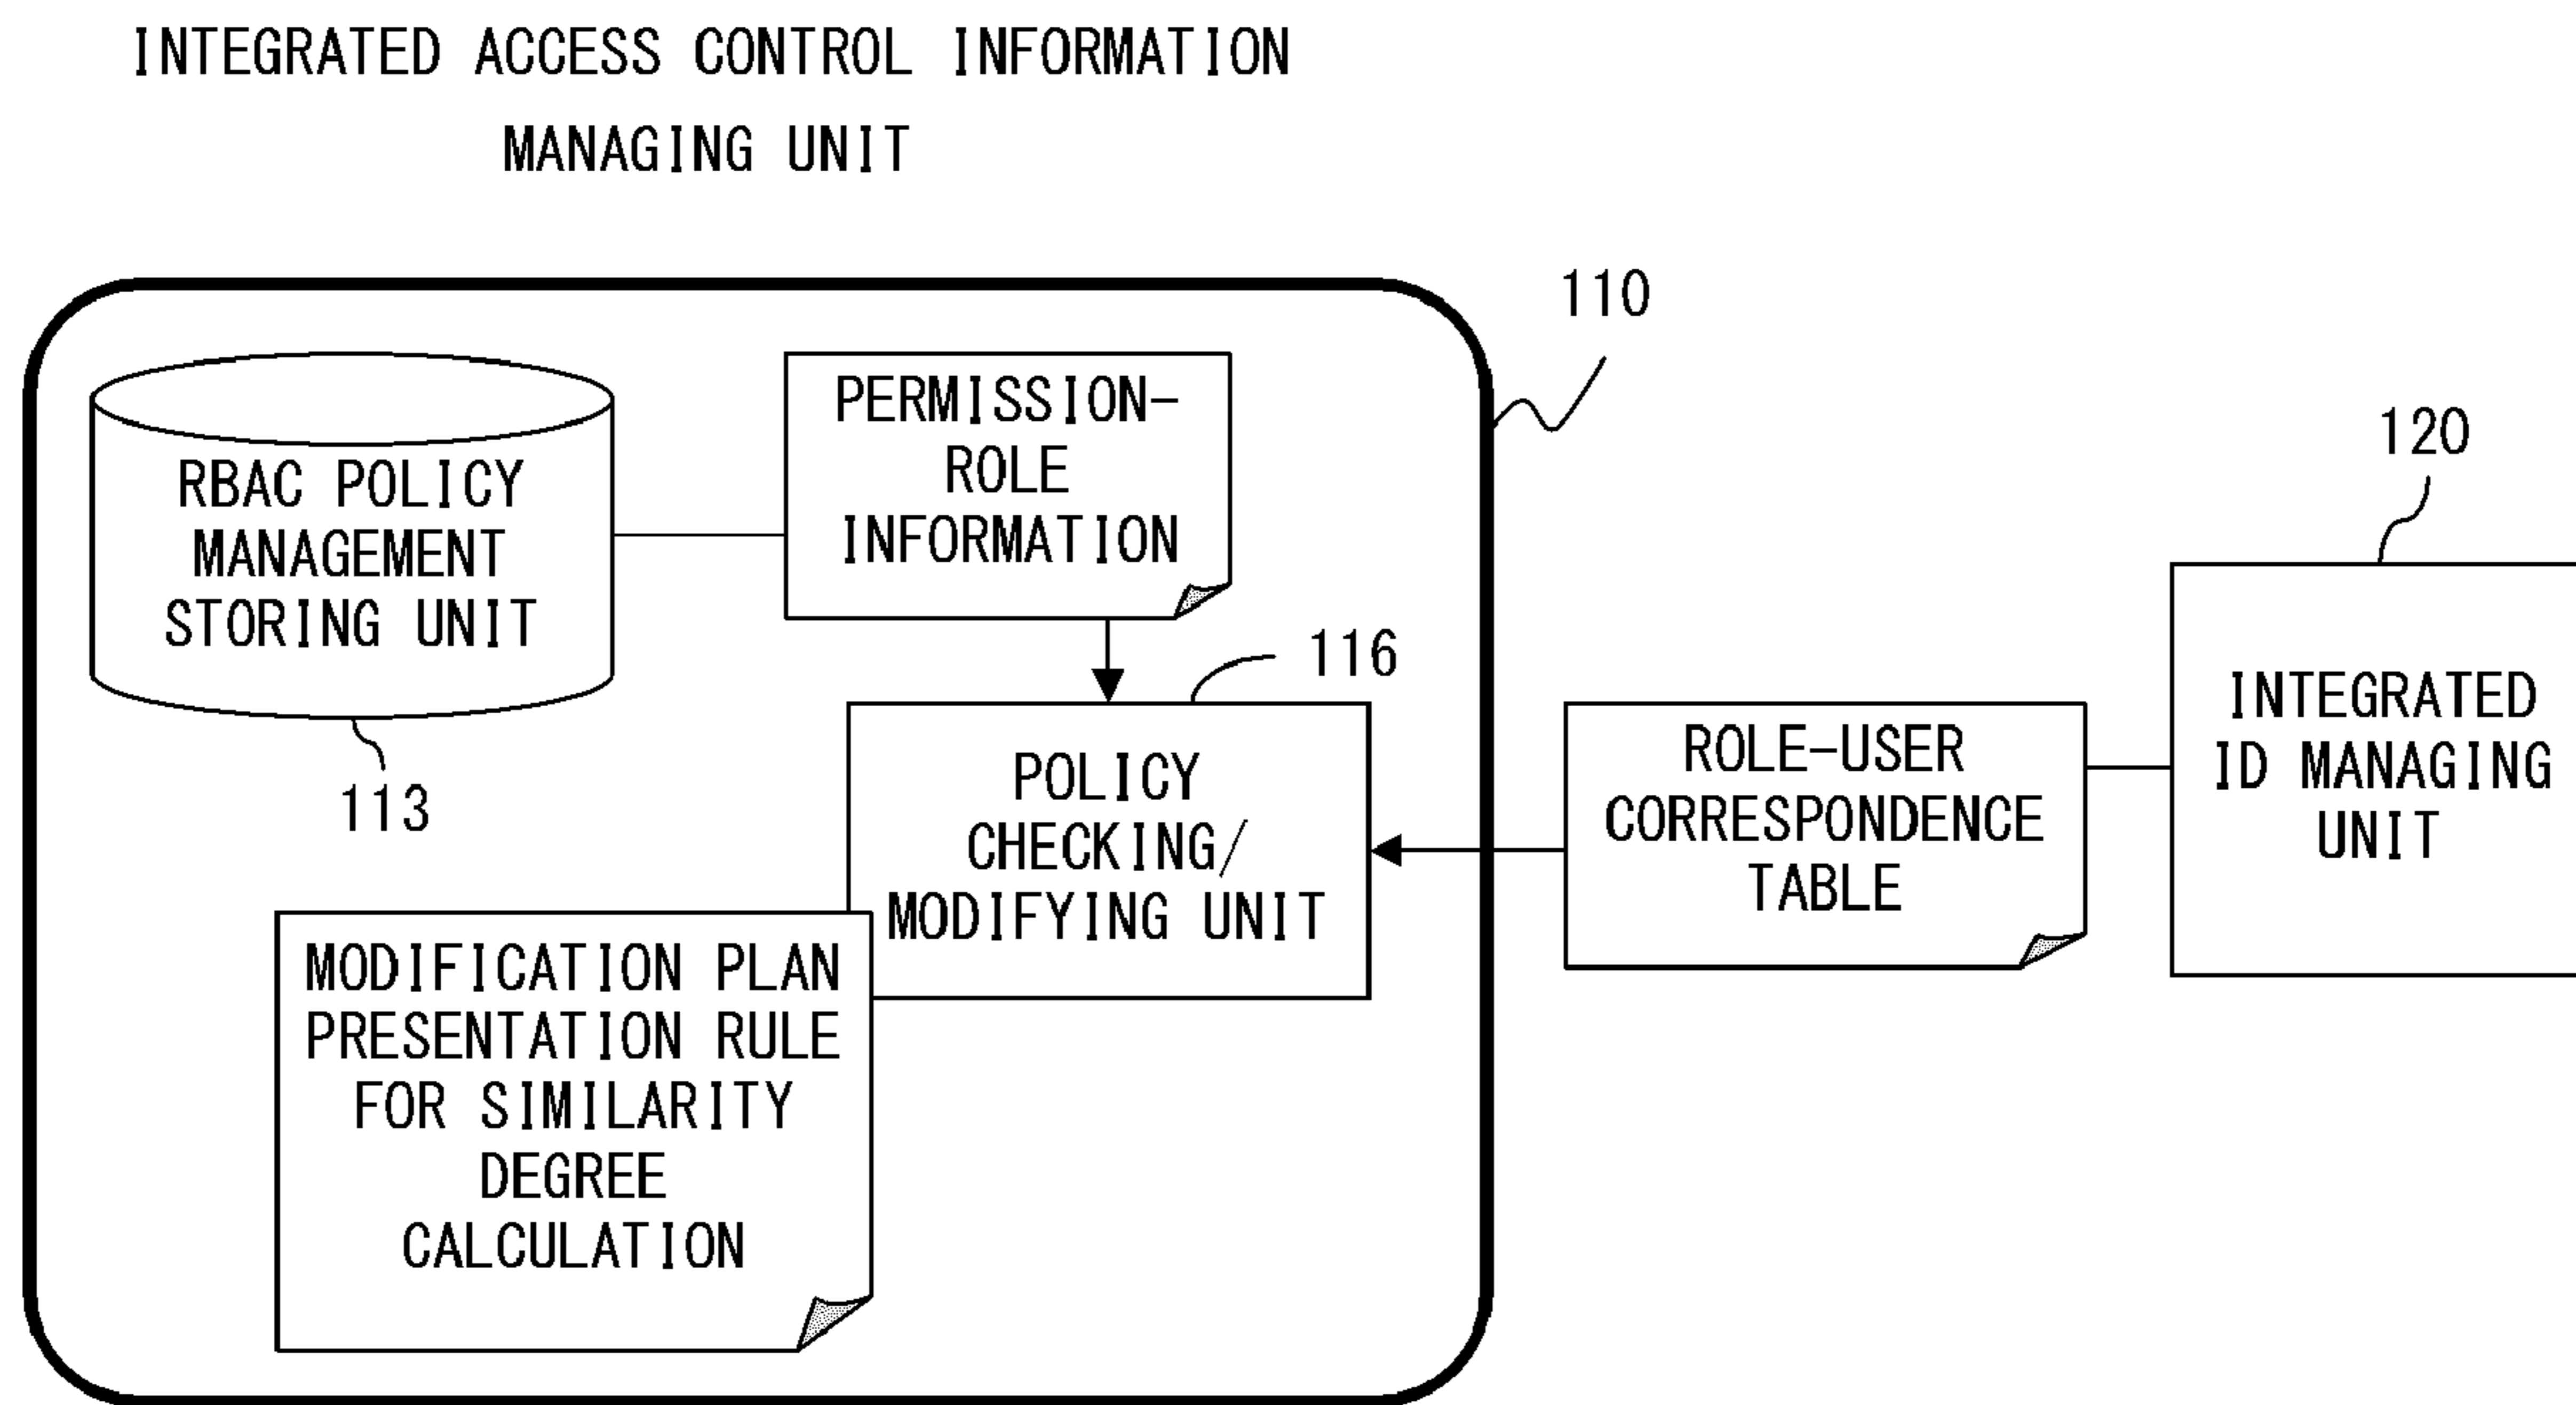 INTEGRATED ACCESS CONTROL INFORMATION
MANAGING UNIT
110
RBAC POLICY
MANAGEMENT
STORING UNIT
113
PERMISSION-
ROLE
INFORMATION
116
POLICY
CHECKING/
MODIFYING UNIT
MODIFICATION PLAN
PRESENTATION RULE
FOR SIMILARITY
DEGREE
CALCULATION
ROLE-USER
CORRESPONDENCE
TABLE
120
INTEGRATED
ID MANAGING
UNIT